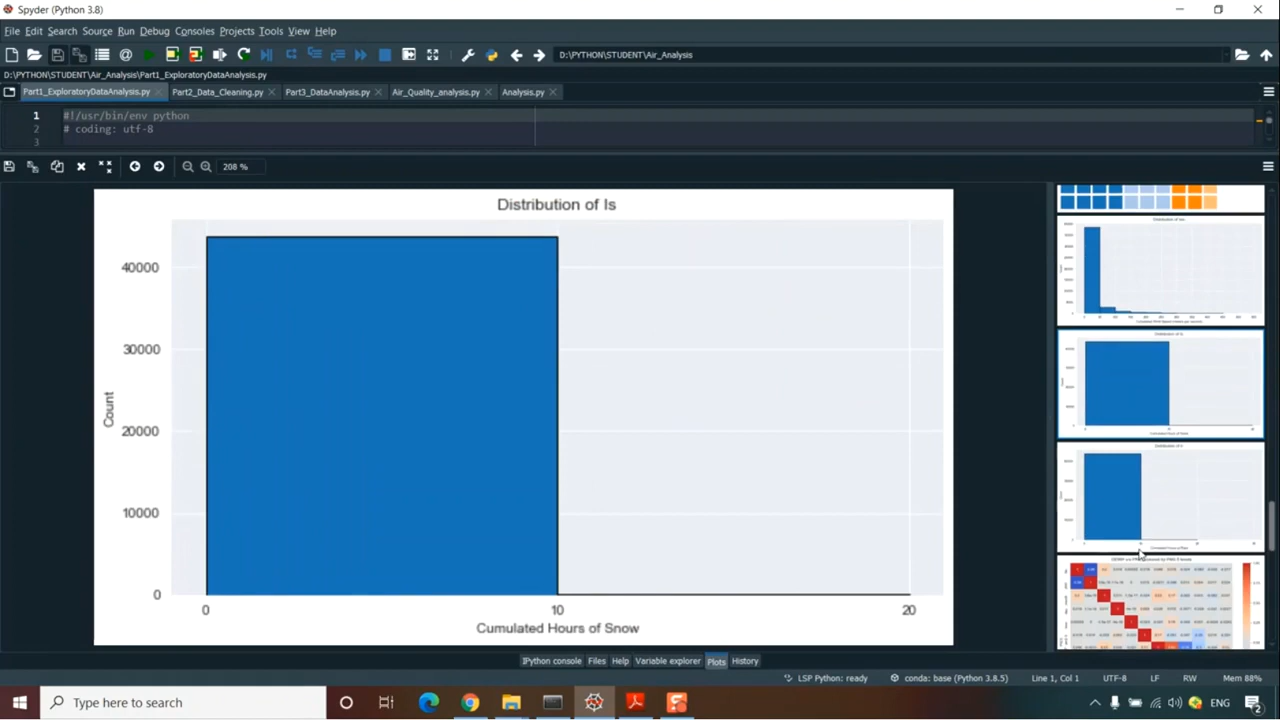 Spyder (Python 3.8)
File Edit Search Source Run Debug Consoles Projects Tools View Help
D:\PYTHON\STUDENT\Air_Analysis
D:\PYTHON\STUDENT\Air_Analysis\Part1_ExploratoryDataAnalysis.py
Part1_ExploratoryDataAnalysis.py Part2_Data_Cleaning.py Part3_DataAnalysis.py Air_Quality_analysis.py Analysis.py
1 #!/usr/bin/env python
2 # coding: utf-8
3
208 %
Distribution of Is
40000
30000
20000
10000
0
Count
0 10 20
Cumulated Hours of Snow
IPython console Files Help Variable explorer Plots History
LSP Python: ready conda: base (Python 3.8.5) Line 1, Col 1 UTF-8 LF RW Mem 88%
Type here to search
ENG
2